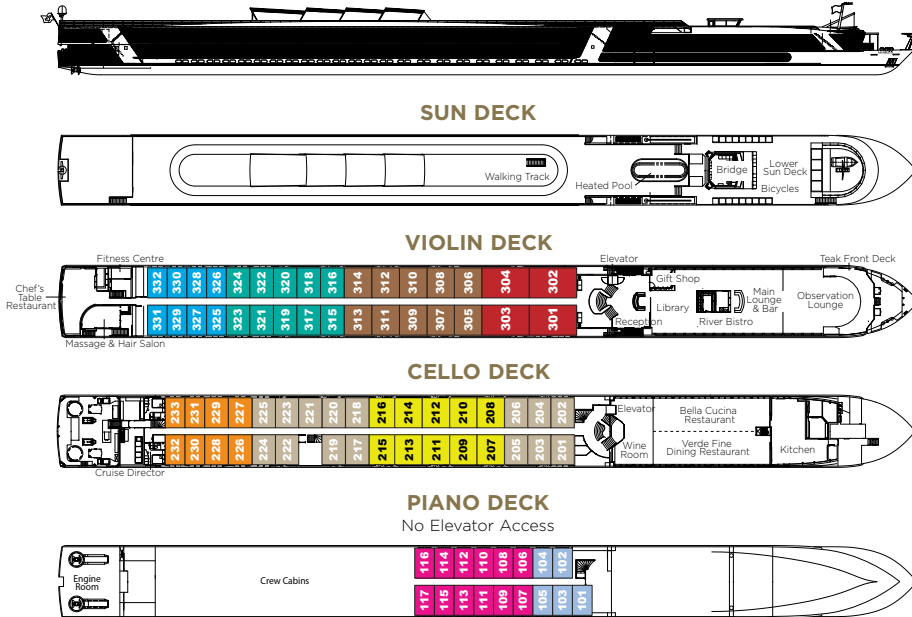 SUN DECK
Walking Track
Heated Pool
Bridge
Lower
Sun Deck
Bicycles
VIOLIN DECK
Fitness Centre
Elevator
Teak Front Deck
Chef's
Table
Restaurant
332 330 328 326 324 322 320 318 316 314 312 310 308 306 304 302
331 329 327 325 323 321 319 317 315 313 311 309 307 305 303 301
Gift Shop
Library
Reception
River Bistro
Main
Lounge
& Bar
Observation
Lounge
Massage & Hair Salon
CELLO DECK
233 231 229 227 225 223 221 220 218 216 214 212 210 208 206 204 202
232 230 228 226 224 222 219 217 215 213 211 209 207 205 203 201
Elevator
Wine
Room
Bella Cucina
Restaurant
Verde Fine
Dining Restaurant
Kitchen
Cruise Director
PIANO DECK
No Elevator Access
Engine
Room
Crew Cabins
116 114 112 110 108 106 104 102
117 115 113 111 109 107 105 103 101